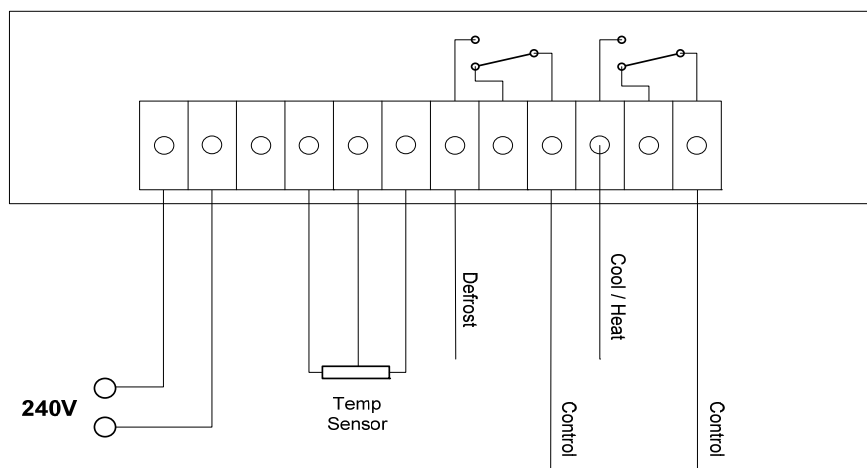 Defrost
Cool / Heat
240V
Temp
Sensor
Control
Control